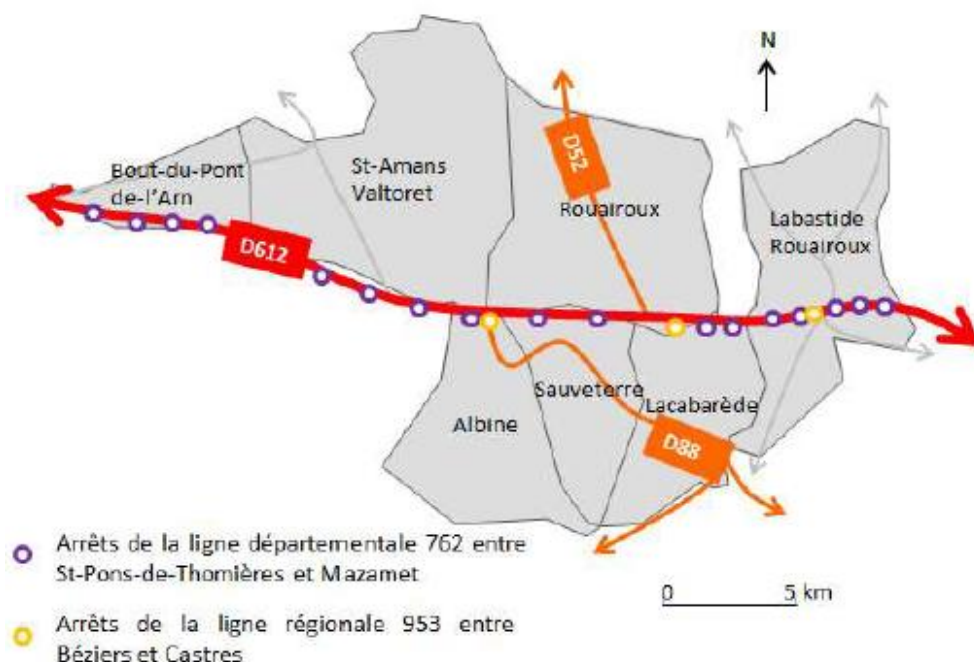 N
Bout-du-Pont
de-l'Arn
St-Amans
Valtoret
D52
Rouairoux
Labastide
Rouairoux
D612
Albine
Sauveterre
Lacabarède
D88
Arrêts de la ligne départementale 762 entre
St-Pons-de-Thomières et Mazamet
0 5 km
Arrêts de la ligne régionale 953 entre
Béziers et Castres